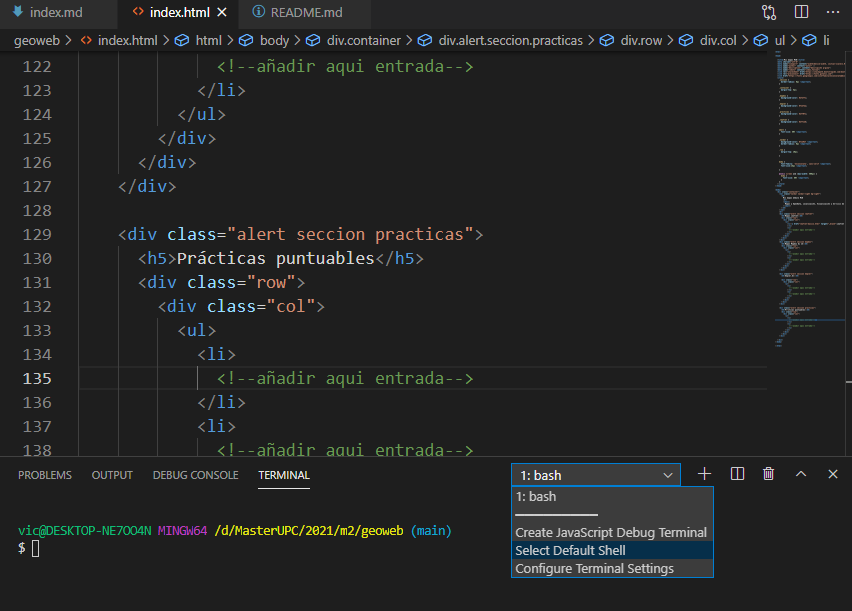 index.md index.html README.md
geoweb > index.html > html > body > div.container > div.alert.seccion.practicas > div.row > div.col > ul > li
122 <!--añadir aqui entrada-->
123 </li>
124 </ul>
125 </div>
126 </div>
127 </div>
128
129 <div class="alert seccion practicas">
130 <h5>Prácticas puntuables</h5>
131 <div class="row">
132 <div class="col">
133 <ul>
134 <li>
135 <!--añadir aqui entrada-->
136 </li>
137 <li>
138 <!--añadir aqui entrada-->
PROBLEMS OUTPUT DEBUG CONSOLE TERMINAL 1: bash
1: bash
Create JavaScript Debug Terminal
Select Default Shell
Configure Terminal Settings
vic@DESKTOP-NE7OO4N MINGW64 /d/MasterUPC/2021/m2/geoweb (main)
$